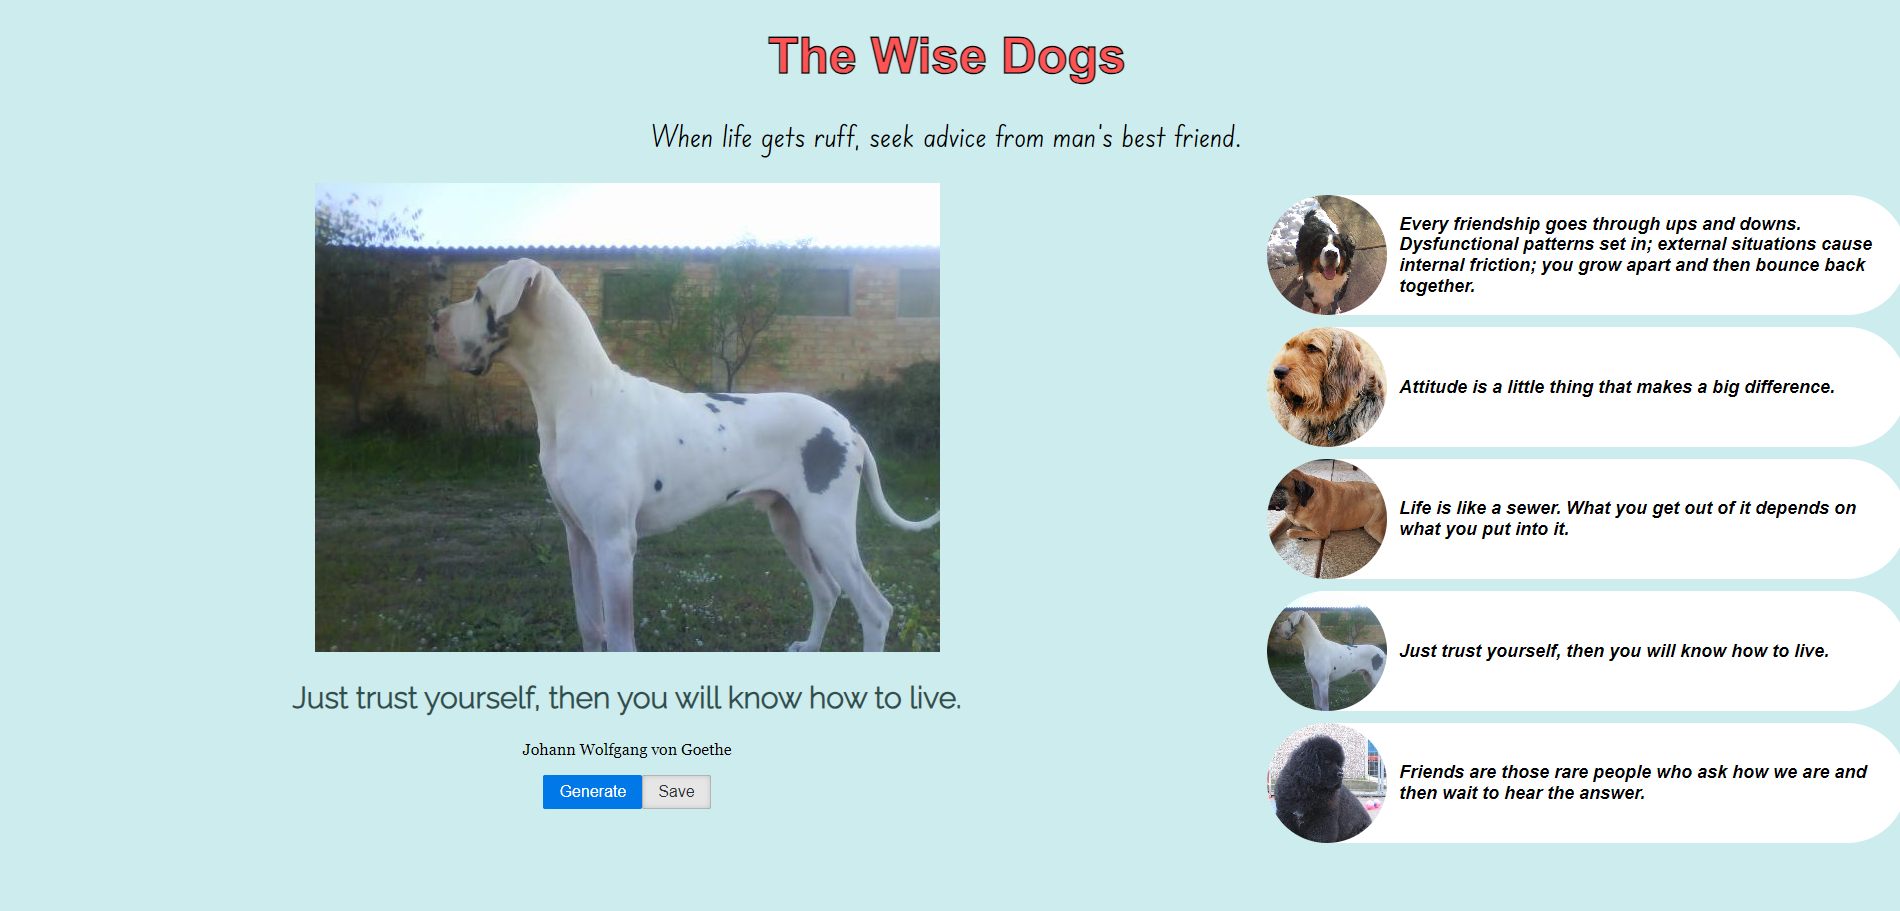 The Wise Dogs
When life gets ruff, seek advice from man's best friend.
Just trust yourself, then you will know how to live.
Johann Wolfgang von Goethe
Generate Save
Every friendship goes through ups and downs.
Dysfunctional patterns set in; external situations cause
internal friction; you grow apart and then bounce back
together.
Attitude is a little thing that makes a big difference.
Life is like a sewer. What you get out of it depends on
what you put into it.
Just trust yourself, then you will know how to live.
Friends are those rare people who ask how we are and
then wait to hear the answer.